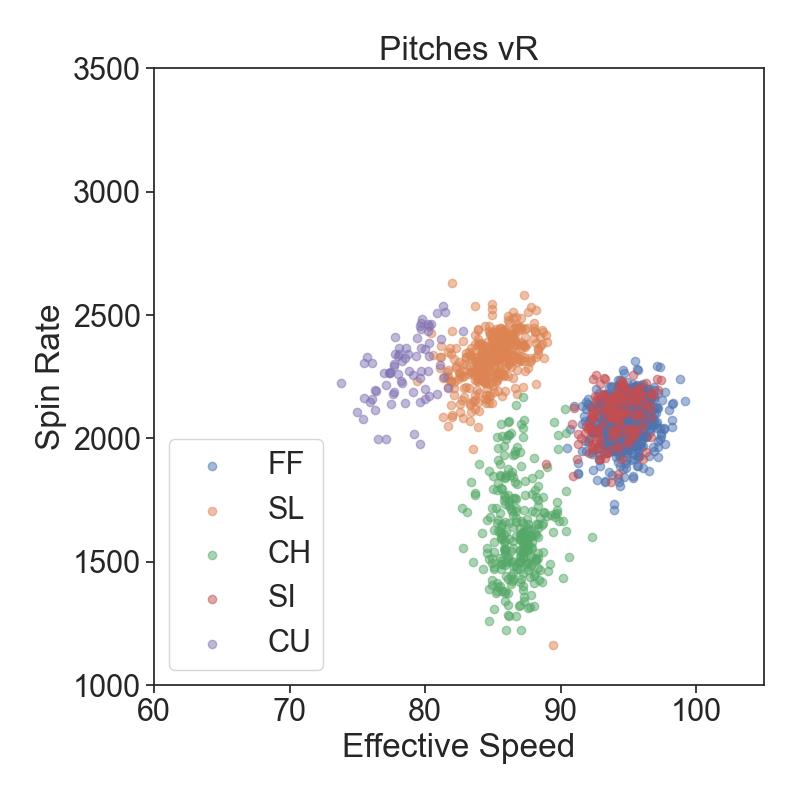 Pitches vR
3500
3000
2500
2000
1500
1000
Spin Rate
FF
SL
CH
SI
CU
60 70 80 90 100
Effective Speed